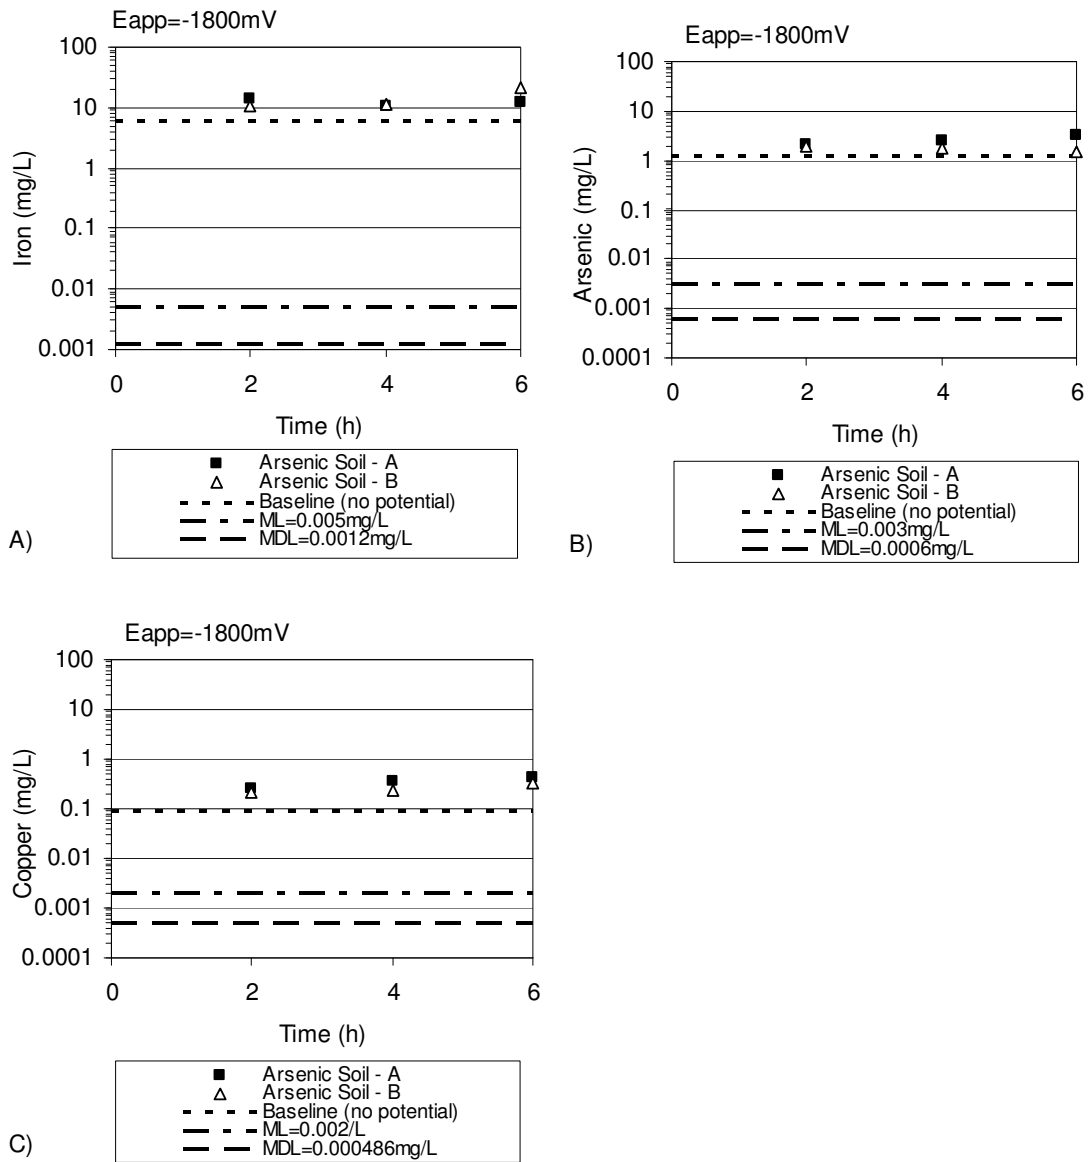 Eapp=-1800mV
100
10
1
0.1
0.01
0.001
Iron (mg/L)
0 2 4 6
Time (h)
Arsenic Soil - A
Arsenic Soil - B
Baseline (no potential)
ML=0.005mg/L
MDL=0.0012mg/L
A)
Eapp=-1800mV
100
10
1
0.1
0.01
0.001
0.0001
Arsenic (mg/L)
0 2 4 6
Time (h)
Arsenic Soil - A
Arsenic Soil - B
Baseline (no potential)
ML=0.003mg/L
MDL=0.0006mg/L
B)
Eapp=-1800mV
100
10
1
0.1
0.01
0.001
0.0001
Copper (mg/L)
0 2 4 6
Time (h)
Arsenic Soil - A
Arsenic Soil - B
Baseline (no potential)
ML=0.002/L
MDL=0.000486mg/L
C)